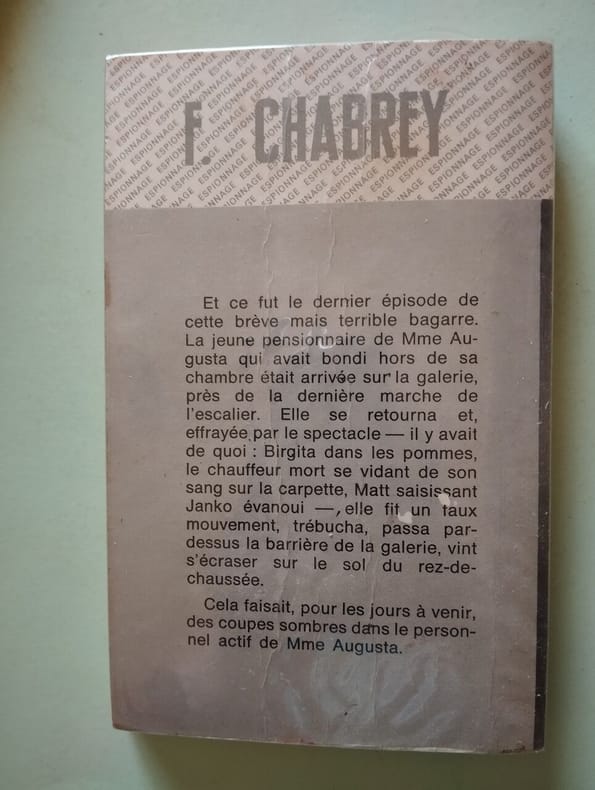 ESPIONNAGE ESPIONNAGE ESPIONNAGE ESPIONNAGE
F. CHABREY
Et ce fut le dernier épisode de
cette brève mais terrible bagarre.
La jeune pensionnaire de Mme Au-
gusta qui avait bondi hors de sa
chambre était arrivée sur la galerie,
près de la dernière marche de
l'escalier. Elle se retourna et,
effrayée par le spectacle — il y avait
de quoi : Birgita dans les pommes,
le chauffeur mort se vidant de son
sang sur la carpette, Matt saisissant
Janko évanoui —, elle fit un faux
mouvement, trébucha, passa par-
dessus la barrière de la galerie, vint
s'écraser sur le sol du rez-de-
chaussée.
Cela faisait, pour les jours à venir,
des coupes sombres dans le person-
nel actif de Mme Augusta.